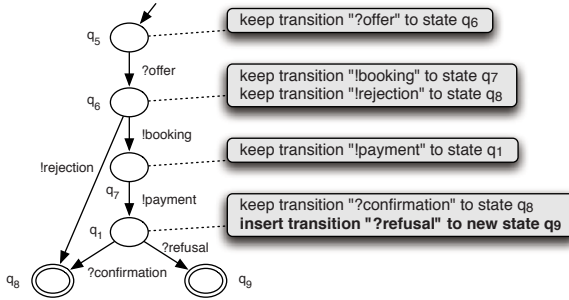 keep transition "?offer" to state q6
q5
?offer
keep transition "!booking" to state q7
keep transition "!rejection" to state q8
q6
!booking
keep transition "!payment" to state q1
!rejection
q7
!payment
keep transition "?confirmation" to state q8
insert transition "?refusal" to new state q9
q1
?refusal
?confirmation
q8
q9